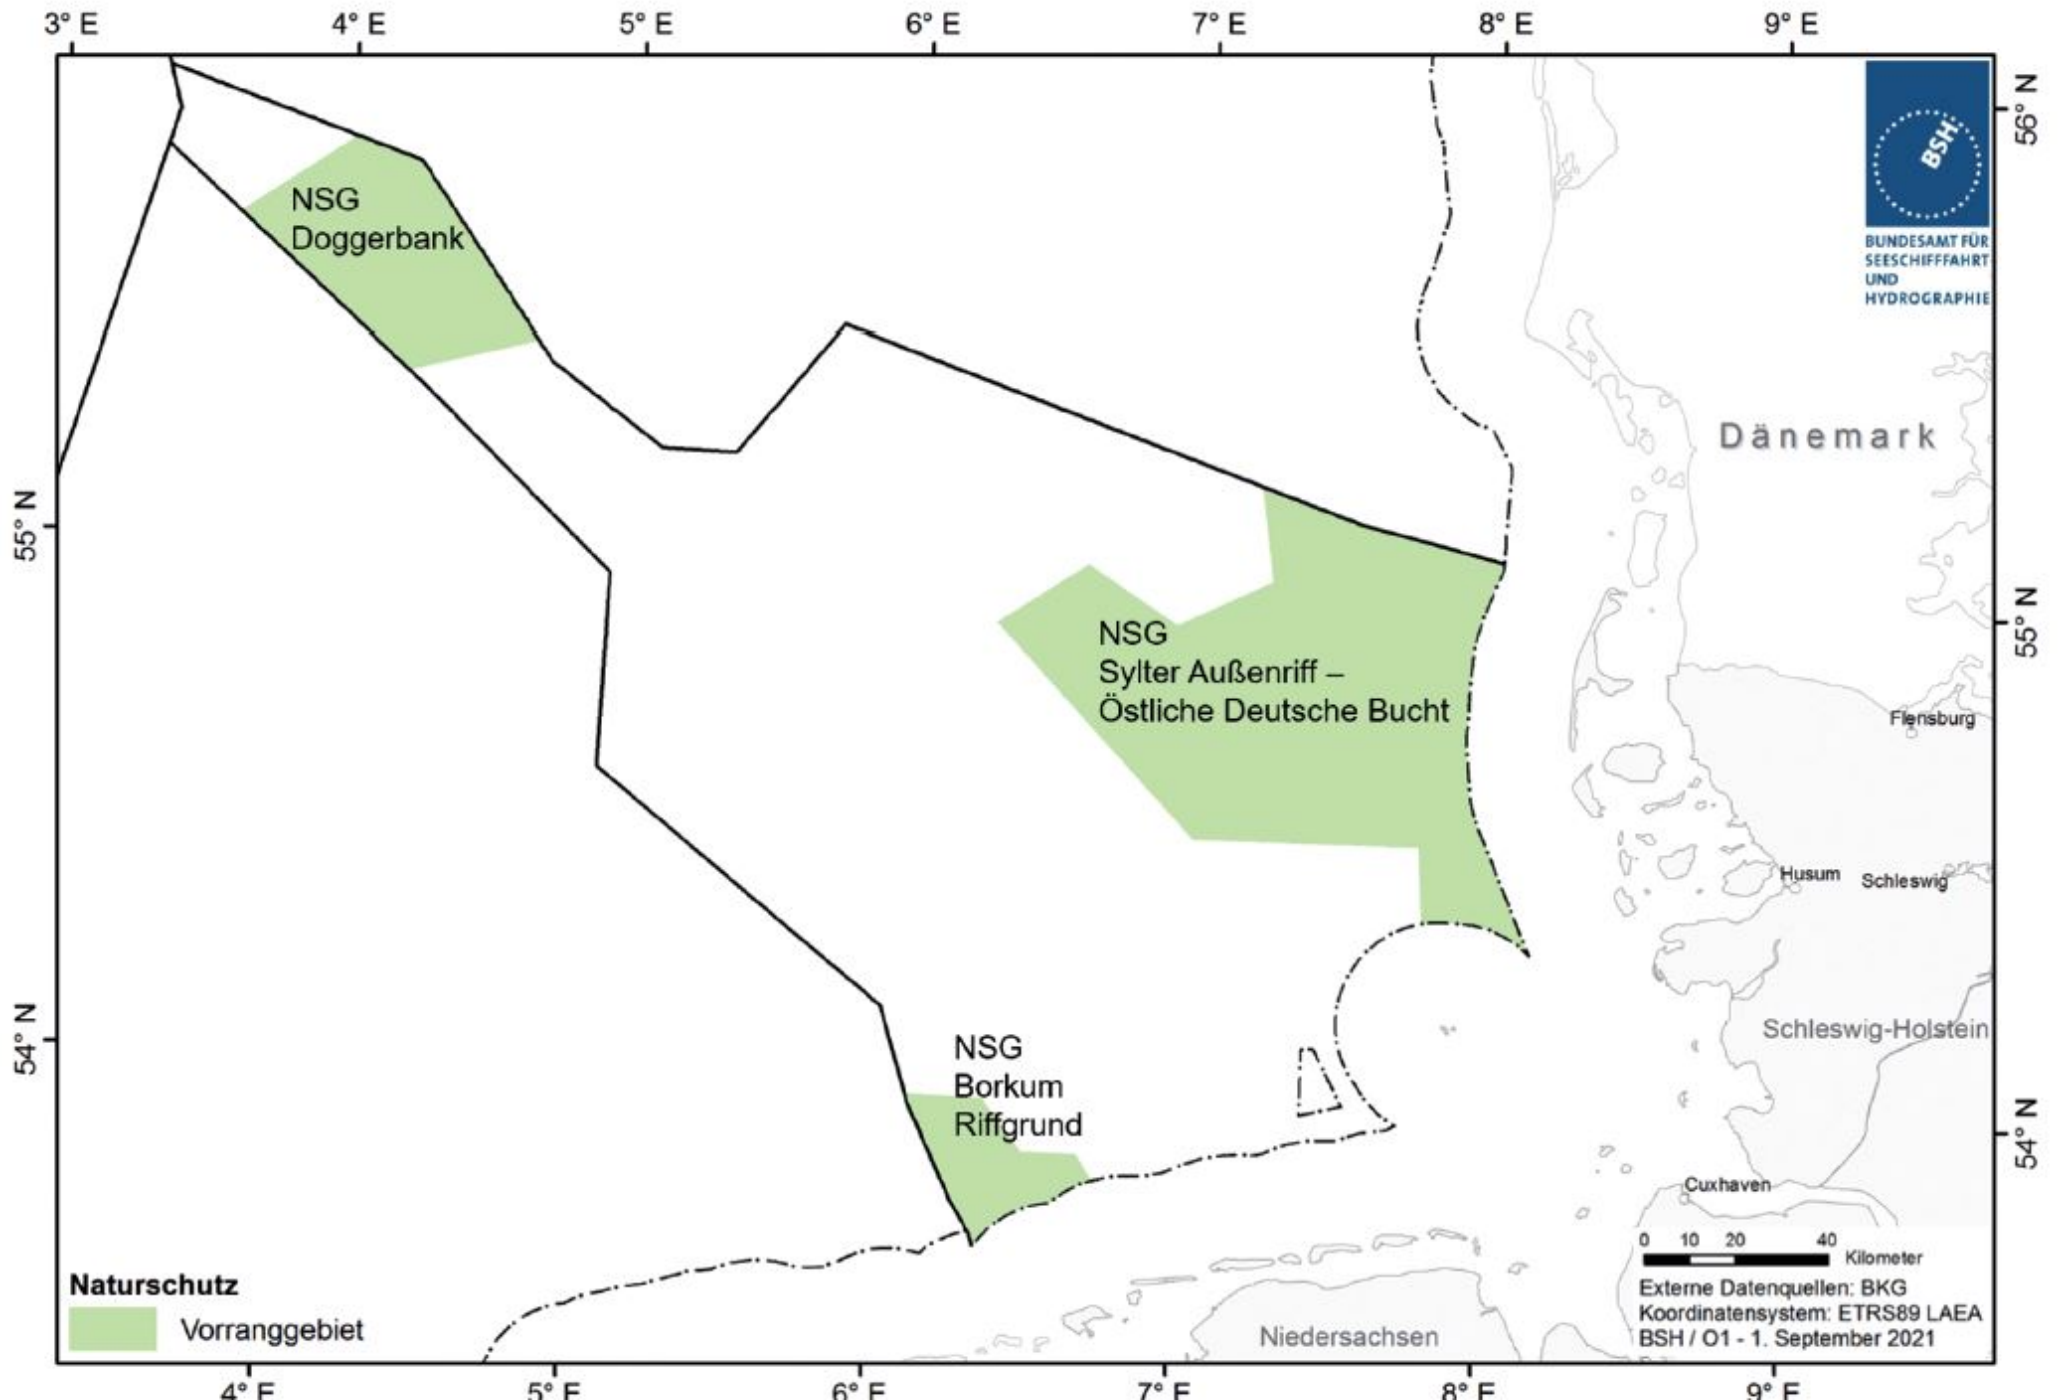 3° E 4° E 5° E 6° E 7° E 8° E 9° E
56° N
BSH
BUNDESAMT FÜR
SEESCHIFFFAHRT
UND
HYDROGRAPHIE
NSG
Doggerbank
Dänemark
55° N
55° N
NSG
Sylter Außenriff –
Östliche Deutsche Bucht
Flensburg
Husum
Schleswig
54° N
Schleswig-Holstein
NSG
Borkum
Riffgrund
54° N
Cuxhaven
0 10 20 40
Kilometer
Naturschutz
Vorranggebiet
Externe Datenquellen: BKG
Koordinatensystem: ETRS89 LAEA
BSH / O1 - 1. September 2021
Niedersachsen
4° E 5° E 6° E 7° E 8° E 9° E